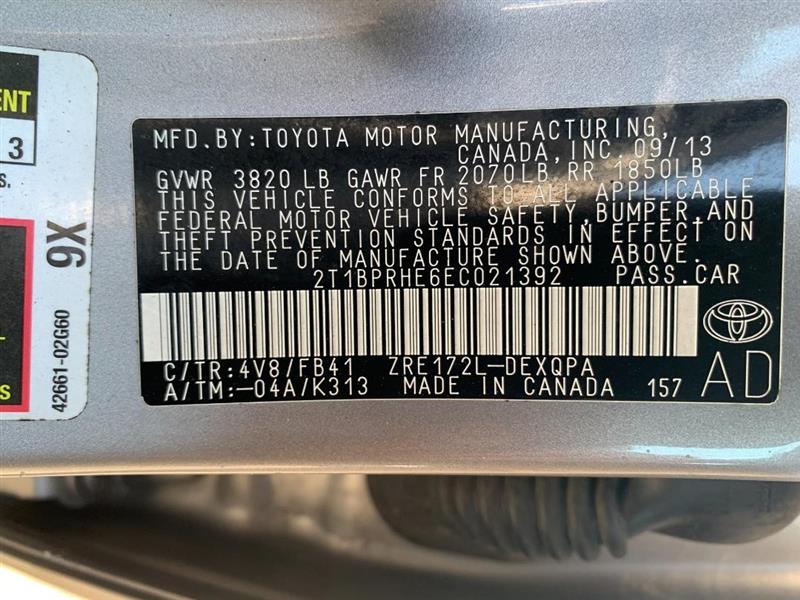 ENT
3
S.
9X
42661-02G60
S
MFD.BY:TOYOTA MOTOR MANUFACTURING,
CANADA,INC. 09/13
GVWR 3820 LB GAWR FR 2070LB, RR 1850LB
THIS VEHICLE CONFORMS TO ALL APPLICABLE
FEDERAL MOTOR VEHICLE SAFETY,BUMPER,AND
THEFT PREVENTION STANDARDS IN EFFECT ON
THE DATE OF MANUFACTURE SHOWN ABOVE.
2T1BPRHE6EC021392 PASS.CAR
C/TR:4V8/FB41 ZRE172L-DEXQPA
A/TM:-04A/K313 MADE IN CANADA 157
AD